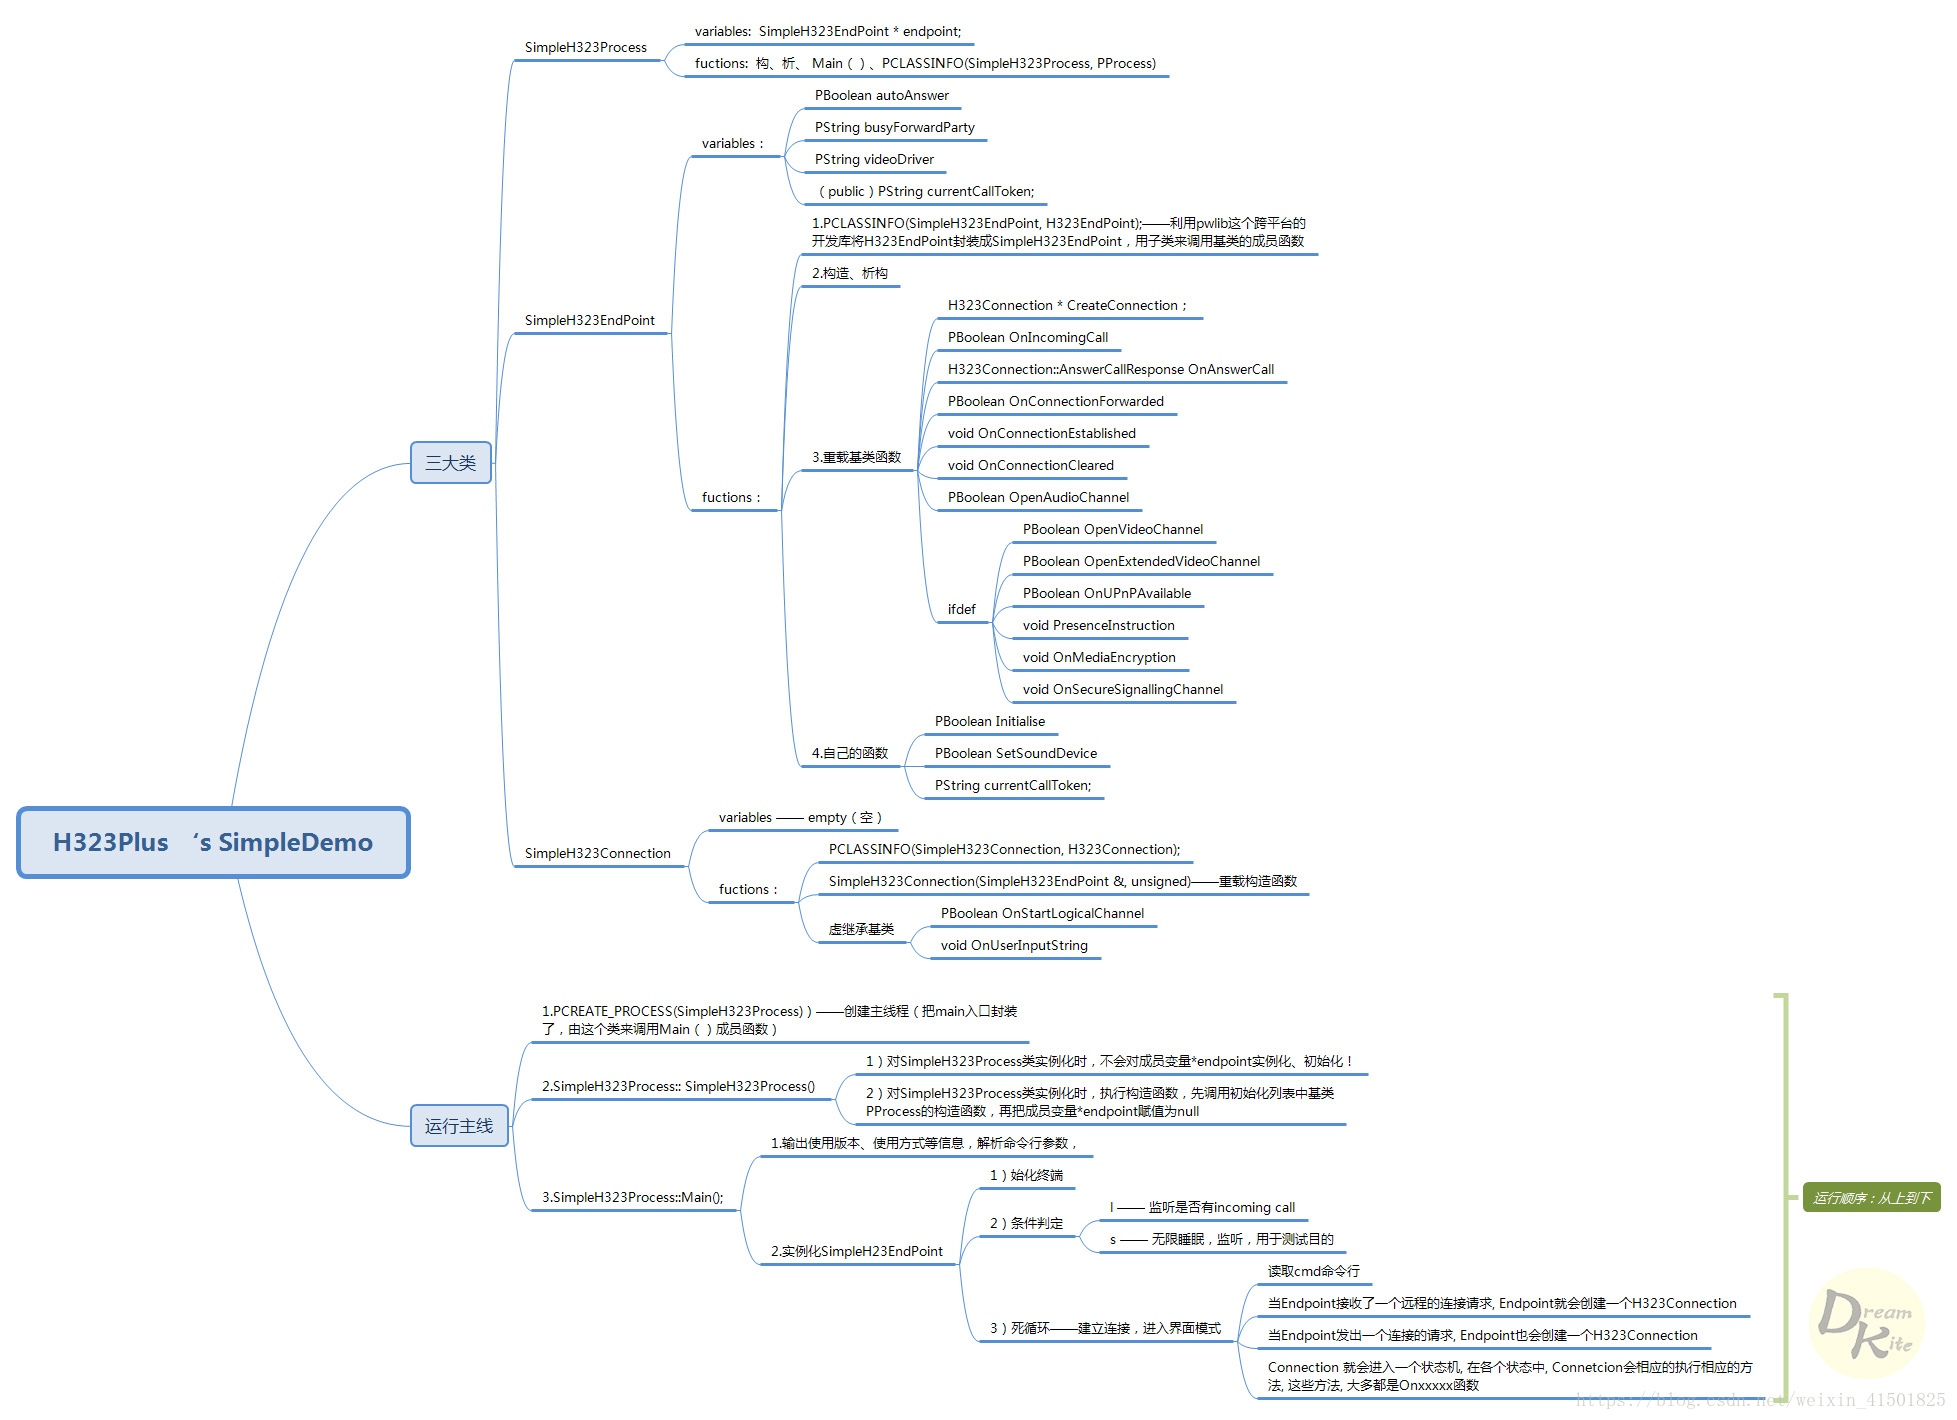 H323Plus ‘s SimpleDemo
三大类
SimpleH323Process
variables: SimpleH323EndPoint * endpoint;
fuctions: 构、析、 Main（）、PCLASSINFO(SimpleH323Process, PProcess)
SimpleH323EndPoint
variables：
PBoolean autoAnswer
PString busyForwardParty
PString videoDriver
（public）PString currentCallToken;
fuctions：
1.PCLASSINFO(SimpleH323EndPoint, H323EndPoint);——利用pwlib这个跨平台的
开发库将H323EndPoint封装成SimpleH323EndPoint，用子类来调用基类的成员函数
2.构造、析构
3.重载基类函数
H323Connection * CreateConnection；
PBoolean OnIncomingCall
H323Connection::AnswerCallResponse OnAnswerCall
PBoolean OnConnectionForwarded
void OnConnectionEstablished
void OnConnectionCleared
PBoolean OpenAudioChannel
ifdef
PBoolean OpenVideoChannel
PBoolean OpenExtendedVideoChannel
PBoolean OnUPnPAvailable
void PresenceInstruction
void OnMediaEncryption
void OnSecureSignallingChannel
4.自己的函数
PBoolean Initialise
PBoolean SetSoundDevice
PString currentCallToken;
SimpleH323Connection
variables —— empty（空）
fuctions：
PCLASSINFO(SimpleH323Connection, H323Connection);
SimpleH323Connection(SimpleH323EndPoint &, unsigned)——重载构造函数
虚继承基类
PBoolean OnStartLogicalChannel
void OnUserInputString
运行主线
1.PCREATE_PROCESS(SimpleH323Process)）——创建主线程（把main入口封装
了，由这个类来调用Main（）成员函数）
2.SimpleH323Process:: SimpleH323Process()
1）对SimpleH323Process类实例化时，不会对成员变量*endpoint实例化、初始化！
2）对SimpleH323Process类实例化时，执行构造函数，先调用初始化列表中基类
PProcess的构造函数，再把成员变量*endpoint赋值为null
3.SimpleH323Process::Main();
1.输出使用版本、使用方式等信息，解析命令行参数，
2.实例化SimpleH23EndPoint
1）始化终端
2）条件判定
l —— 监听是否有incoming call
s —— 无限睡眠，监听，用于测试目的
3）死循环——建立连接，进入界面模式
读取cmd命令行
当Endpoint接收了一个远程的连接请求, Endpoint就会创建一个H323Connection
当Endpoint发出一个连接的请求, Endpoint也会创建一个H323Connection
Connection 就会进入一个状态机, 在各个状态中, Connetcion会相应的执行相应的方
法, 这些方法, 大多都是Onxxxxx函数
运行顺序：从上到下
Dream
Kite
https://blog.csdn.net/weixin_41501825